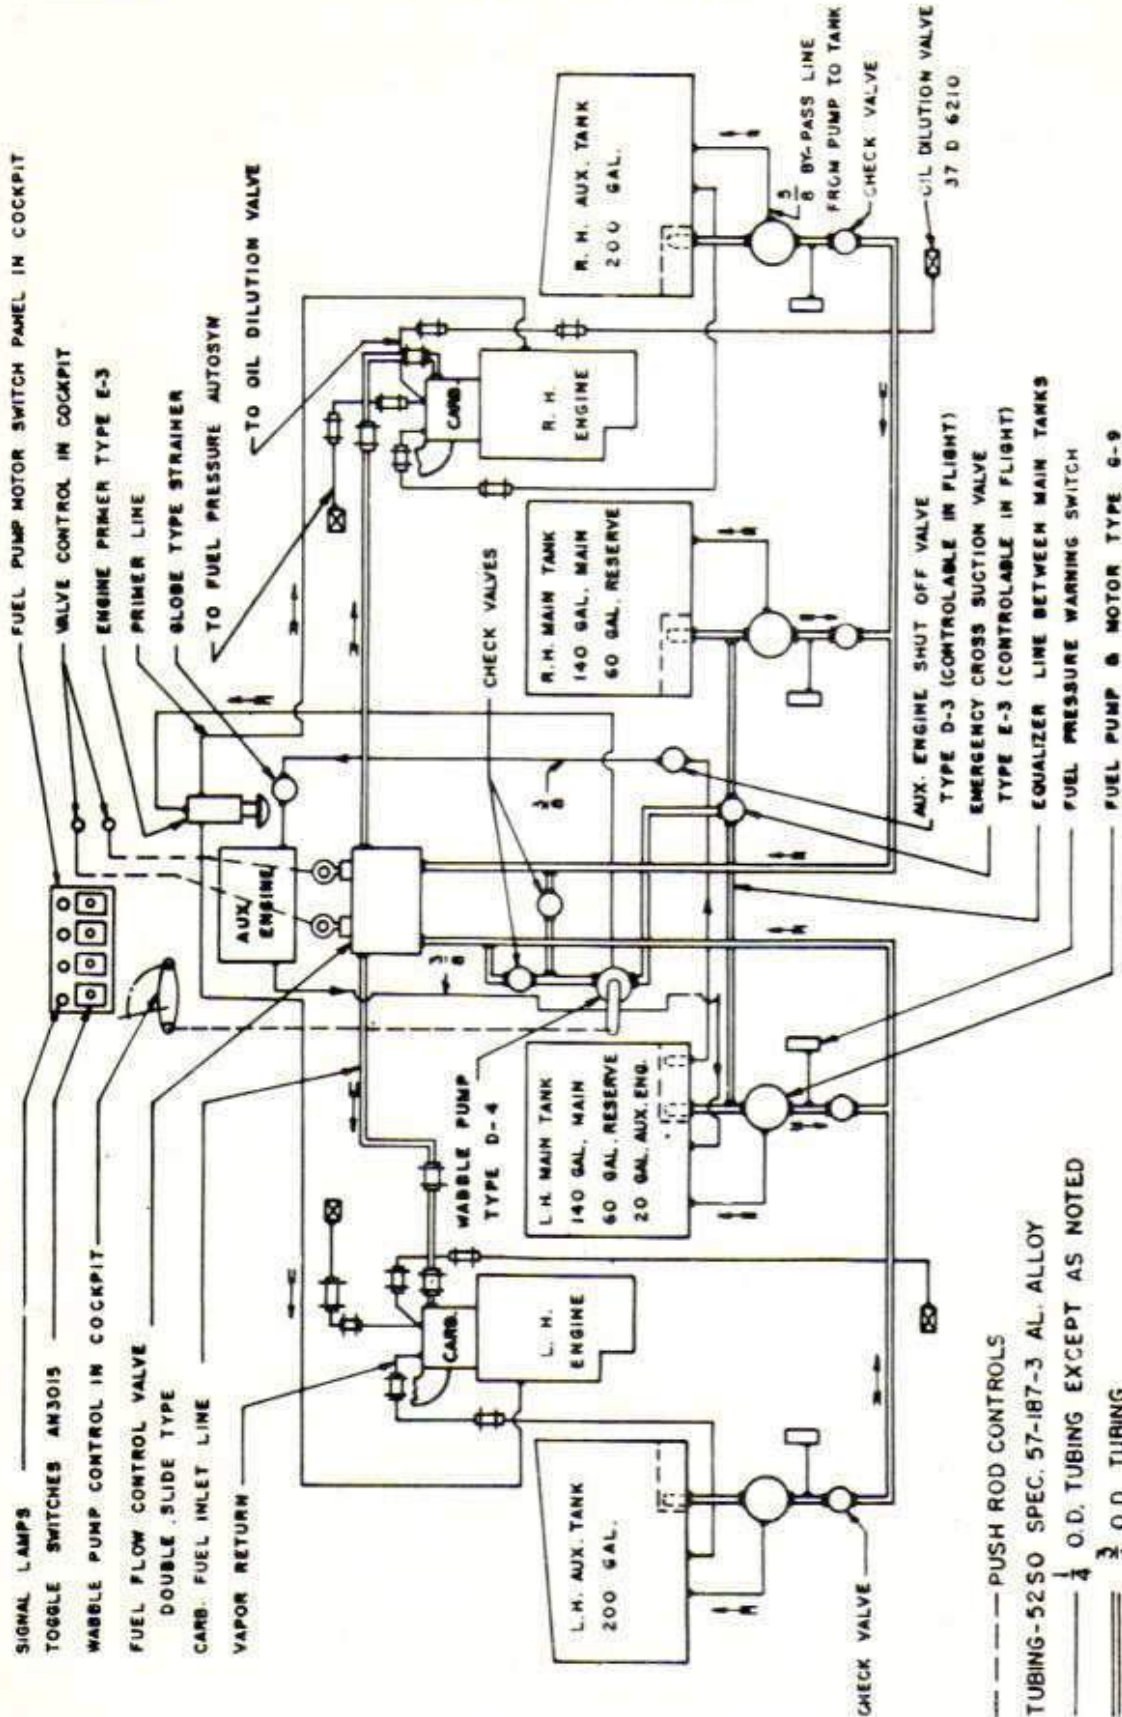 SIGNAL LAMPS
TOGGLE SWITCHES AN3015
WABBLE PUMP CONTROL IN COCKPIT
FUEL FLOW CONTROL VALVE
DOUBLE SLIDE TYPE
CARB. FUEL INLET LINE
VAPOR RETURN
FUEL PUMP MOTOR SWITCH PANEL IN COCKPIT
VALVE CONTROL IN COCKPIT
ENGINE PRIMER TYPE E-3
PRIMER LINE
GLOBE TYPE STRAINER
TO FUEL PRESSURE AUTOSYN
TO OIL DILUTION VALVE
AUX. ENGINE
3/8
3/8
CARB.
L. H.
ENGINE
WABBLE PUMP
TYPE D-4
CHECK VALVES
CARB.
R. H.
ENGINE
L.H. AUX. TANK
200 GAL.
L.H. MAIN TANK
140 GAL. MAIN
60 GAL. RESERVE
20 GAL. AUX. ENG.
R.H. MAIN TANK
140 GAL. MAIN
60 GAL. RESERVE
R. H. AUX. TANK
200 GAL.
5/8 BY-PASS LINE
FROM PUMP TO TANK
CHECK VALVE
OIL DILUTION VALVE
37 D 6210
CHECK VALVE
AUX. ENGINE SHUT OFF VALVE
TYPE D-3 (CONTROLABLE IN FLIGHT)
EMERGENCY CROSS SUCTION VALVE
TYPE E-3 (CONTROLABLE IN FLIGHT)
EQUALIZER LINE BETWEEN MAIN TANKS
FUEL PRESSURE WARNING SWITCH
FUEL PUMP & MOTOR TYPE G-9
PUSH ROD CONTROLS
TUBING-52SO SPEC. 57-187-3 AL. ALLOY
1/4 O.D. TUBING EXCEPT AS NOTED
O.D. TUBING